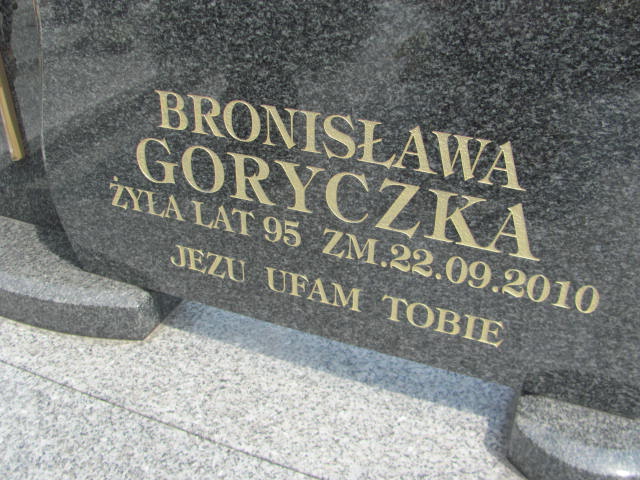 BRONISŁAWA
GORYCZKA
ŻYŁA LAT 95 ZM.22.09.2010
JEZU UFAM TOBIE